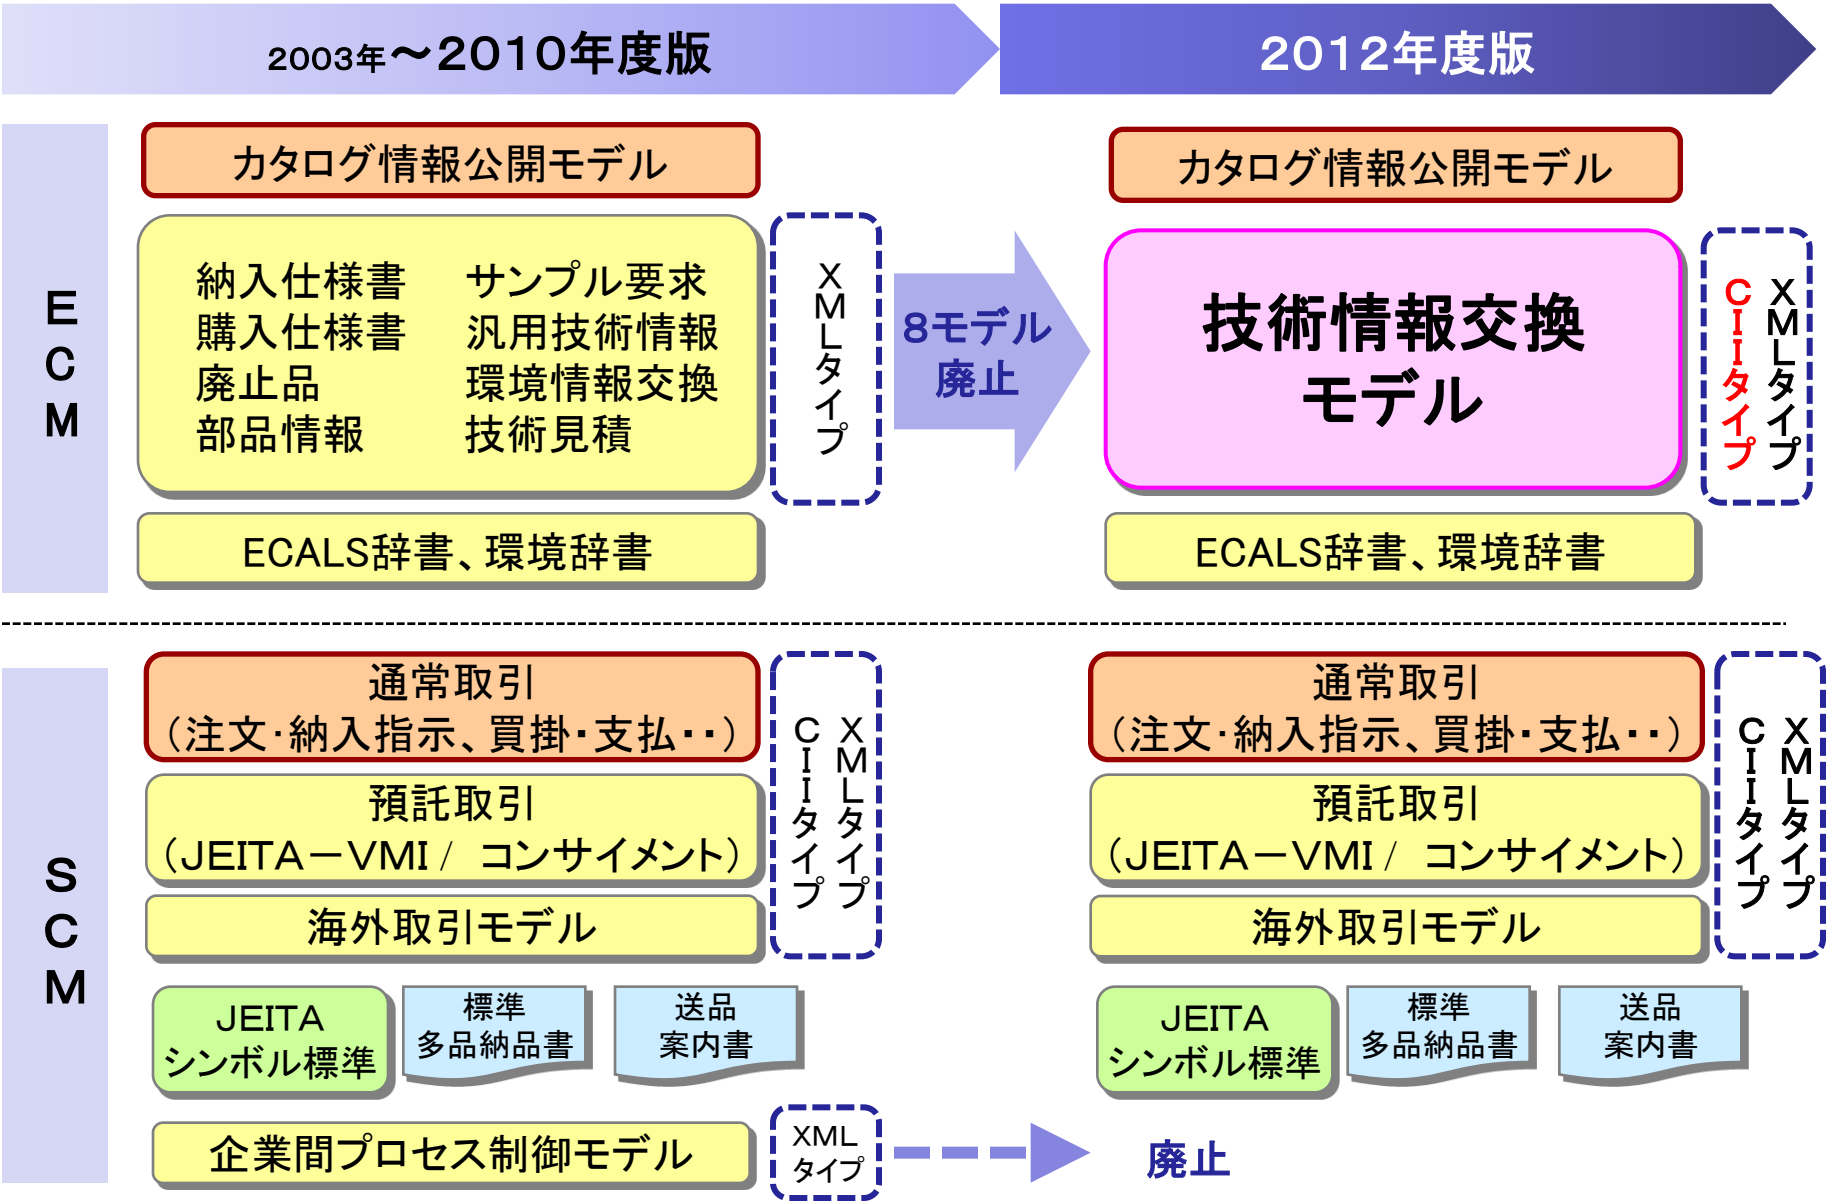 2003年～2010年度版
2012年度版
ECM
カタログ情報公開モデル
納入仕様書 サンプル要求
購入仕様書 汎用技術情報
廃止品 環境情報交換
部品情報 技術見積
XMLタイプ
ECALS辞書、環境辞書
8モデル
廃止
カタログ情報公開モデル
技術情報交換
モデル
XMLタイプ
CIIタイプ
ECALS辞書、環境辞書
SCM
通常取引
（注文・納入指示、買掛・支払・・）
預託取引
（JEITA－VMI / コンサイメント）
海外取引モデル
XMLタイプ
CIIタイプ
JEITA
シンボル標準
標準
多品納品書
送品
案内書
企業間プロセス制御モデル
XML
タイプ
通常取引
（注文・納入指示、買掛・支払・・）
預託取引
（JEITA－VMI / コンサイメント）
海外取引モデル
XMLタイプ
CIIタイプ
JEITA
シンボル標準
標準
多品納品書
送品
案内書
廃止